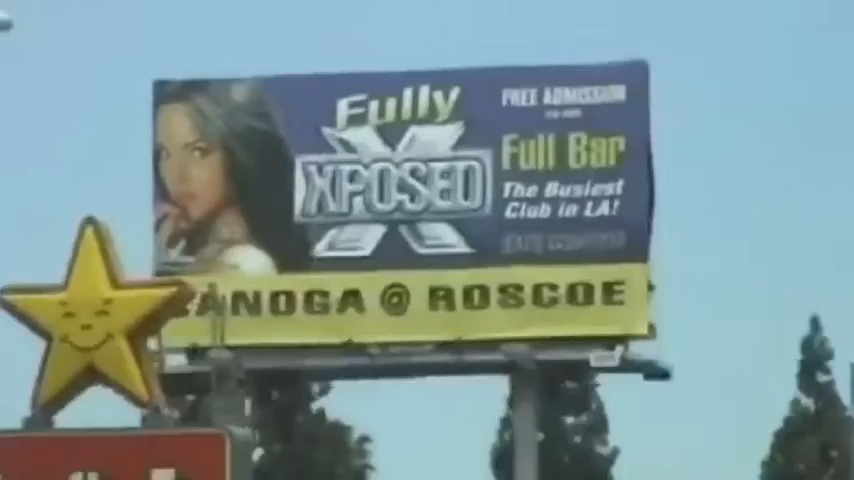 Fully
XPOSED
FREE ADMISSION
Full Bar
The Busiest
Club in LA!
ANOGA @ ROSCOE